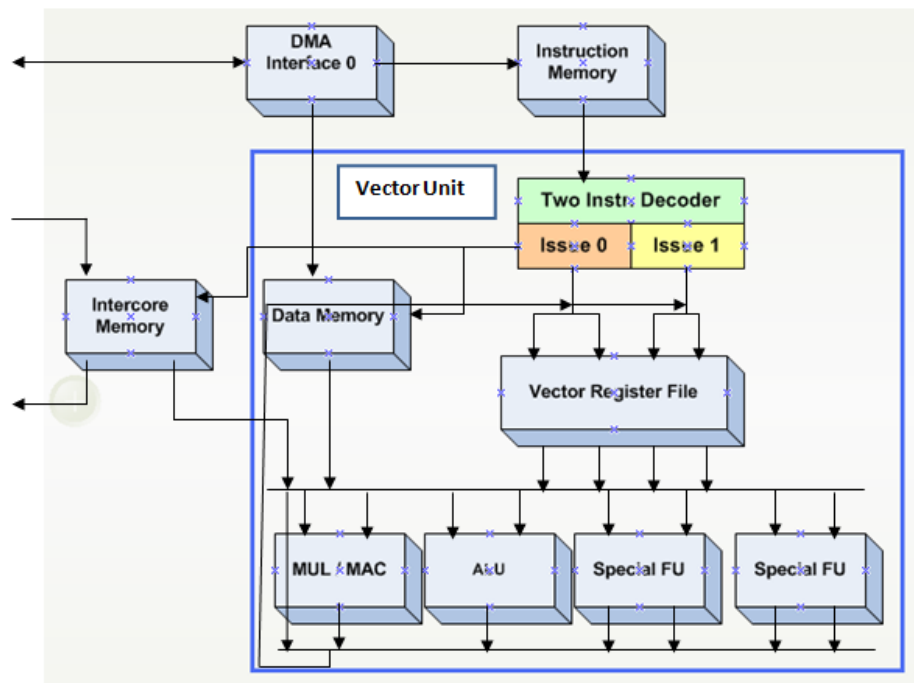 DMA
Interface 0
Instruction
Memory
Vector Unit
Two Instr. Decoder
Issue 0
Issue 1
Intercore
Memory
Data Memory
Vector Register File
MUL / MAC
ALU
Special FU
Special FU